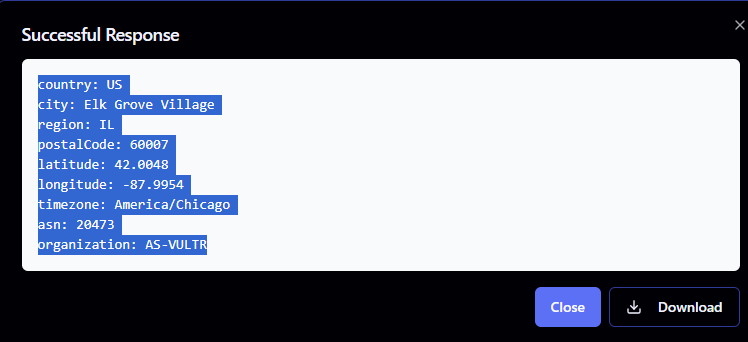 Successful Response
country: US
city: Elk Grove Village
region: IL
postalCode: 60007
latitude: 42.0048
longitude: -87.9954
timezone: America/Chicago
asn: 20473
organization: AS-VULTR
Close
Download